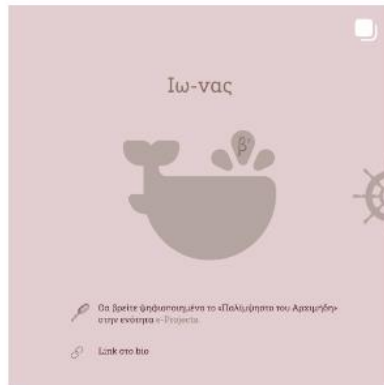 Ιω-νας
β'
Θα βρείτε ψηφιοποιημένο το «Παλίμψηστο του Αρχιμήδη»
στην ενότητα e-Projects
Link στο bio